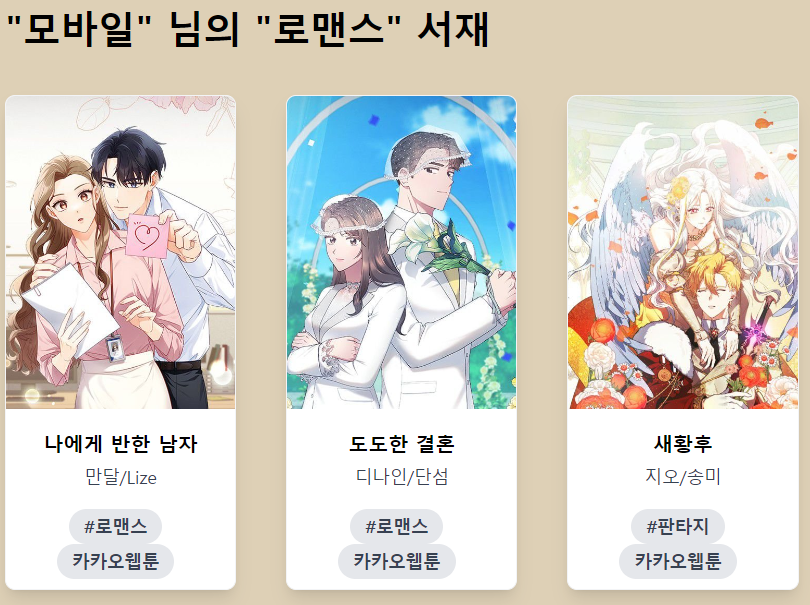 "모바일" 님의 "로맨스" 서재
나에게 반한 남자
만달/Lize
#로맨스
카카오웹툰
도도한 결혼
디나인/단섬
#로맨스
카카오웹툰
새황후
지오/송미
#판타지
카카오웹툰